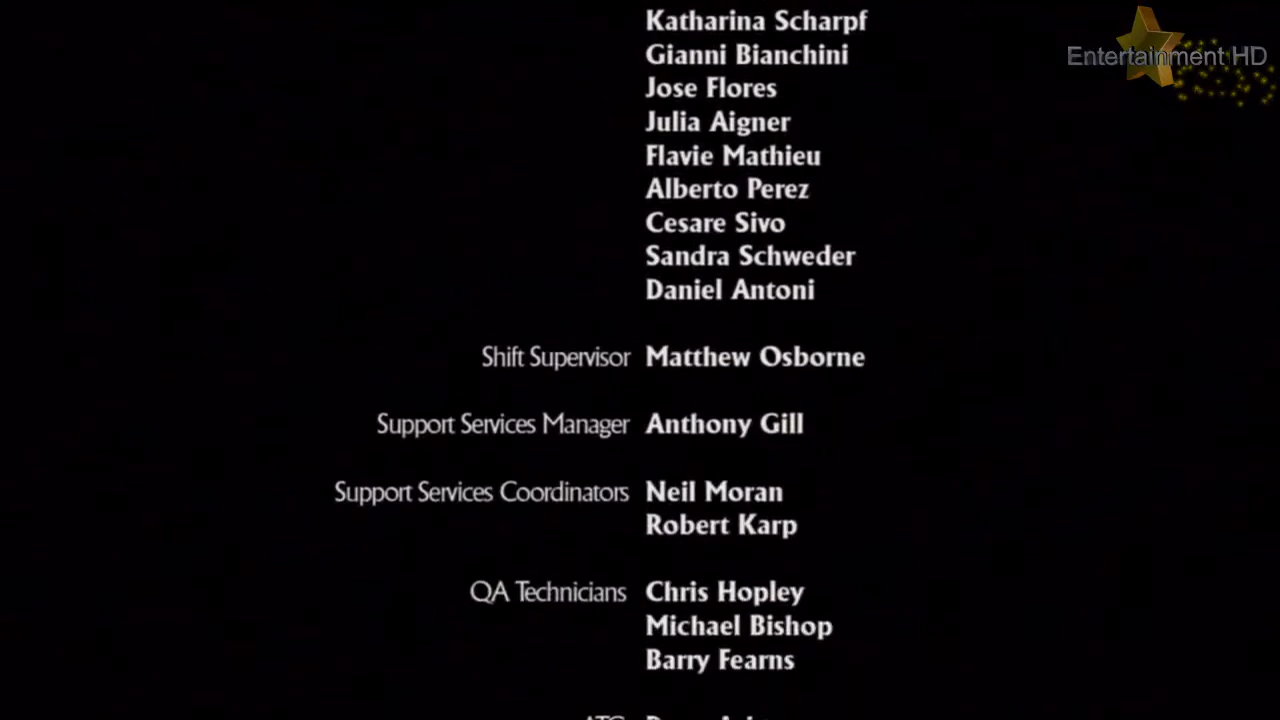 Katharina Scharpf
Entertainment HD
Gianni Bianchini
Jose Flores
Julia Aigner
Flavie Mathieu
Alberto Perez
Cesare Sivo
Sandra Schweder
Daniel Antoni
Shift Supervisor Matthew Osborne
Support Services Manager Anthony Gill
Support Services Coordinators Neil Moran
Robert Karp
QA Technicians Chris Hopley
Michael Bishop
Barry Fearns